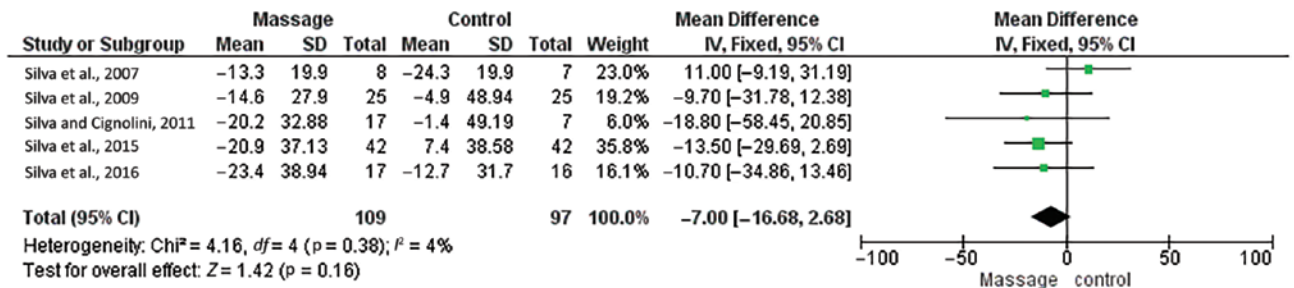 Massage Control Mean Difference Mean Difference
Study or Subgroup Mean SD Total Mean SD Total Weight IV, Fixed, 95% CI IV, Fixed, 95% CI
Silva et al., 2007 −13.3 19.9 8 −24.3 19.9 7 23.0% 11.00 [−9.19, 31.19]
Silva et al., 2009 −14.6 27.9 25 −4.9 48.94 25 19.2% −9.70 [−31.78, 12.38]
Silva and Cignolini, 2011 −20.2 32.88 17 −1.4 49.19 7 6.0% −18.80 [−58.45, 20.85]
Silva et al., 2015 −20.9 37.13 42 7.4 38.58 42 35.8% −13.50 [−29.69, 2.69]
Silva et al., 2016 −23.4 38.94 17 −12.7 31.7 16 16.1% −10.70 [−34.86, 13.46]
Total (95% CI) 109 97 100.0% −7.00 [−16.68, 2.68]
Heterogeneity: Chi² = 4.16, df = 4 (p = 0.38); I² = 4%
Test for overall effect: Z = 1.42 (p = 0.16)
−100 −50 0 50 100
Massage control